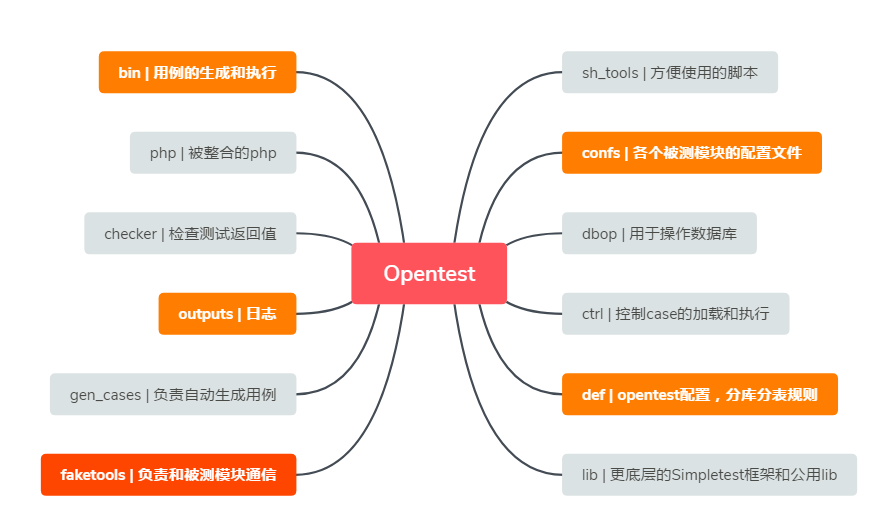 bin | 用例的生成和执行
php | 被整合的php
checker | 检查测试返回值
outputs | 日志
gen_cases | 负责自动生成用例
faketools | 负责和被测模块通信
Opentest
sh_tools | 方便使用的脚本
confs | 各个被测模块的配置文件
dbop | 用于操作数据库
ctrl | 控制case的加载和执行
def | opentest配置，分库分表规则
lib | 更底层的Simpletest框架和公用lib